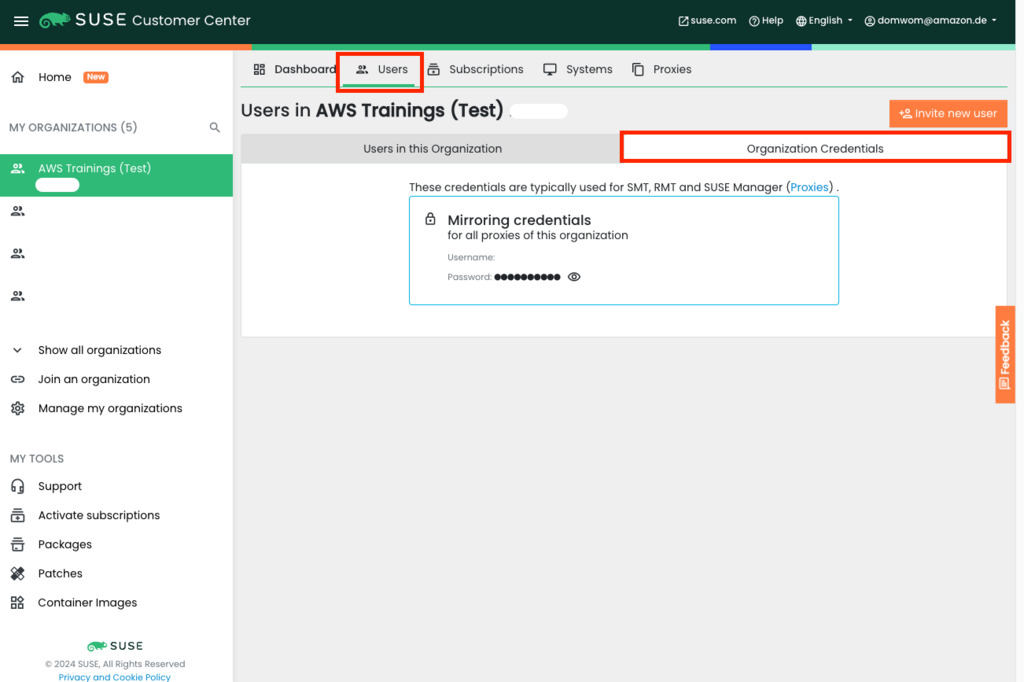 SUSE Customer Center
suse.com
Help
English
domwom@amazon.de
Home New
MY ORGANIZATIONS (5)
AWS Trainings (Test)
Show all organizations
Join an organization
Manage my organizations
MY TOOLS
Support
Activate subscriptions
Packages
Patches
Container Images
SUSE
© 2024 SUSE, All Rights Reserved
Privacy and Cookie Policy
Dashboard
Users
Subscriptions
Systems
Proxies
Users in AWS Trainings (Test)
Invite new user
Users in this Organization
Organization Credentials
These credentials are typically used for SMT, RMT and SUSE Manager (Proxies) .
Mirroring credentials
for all proxies of this organization
Username:
Password: ●●●●●●●●●●
Feedback